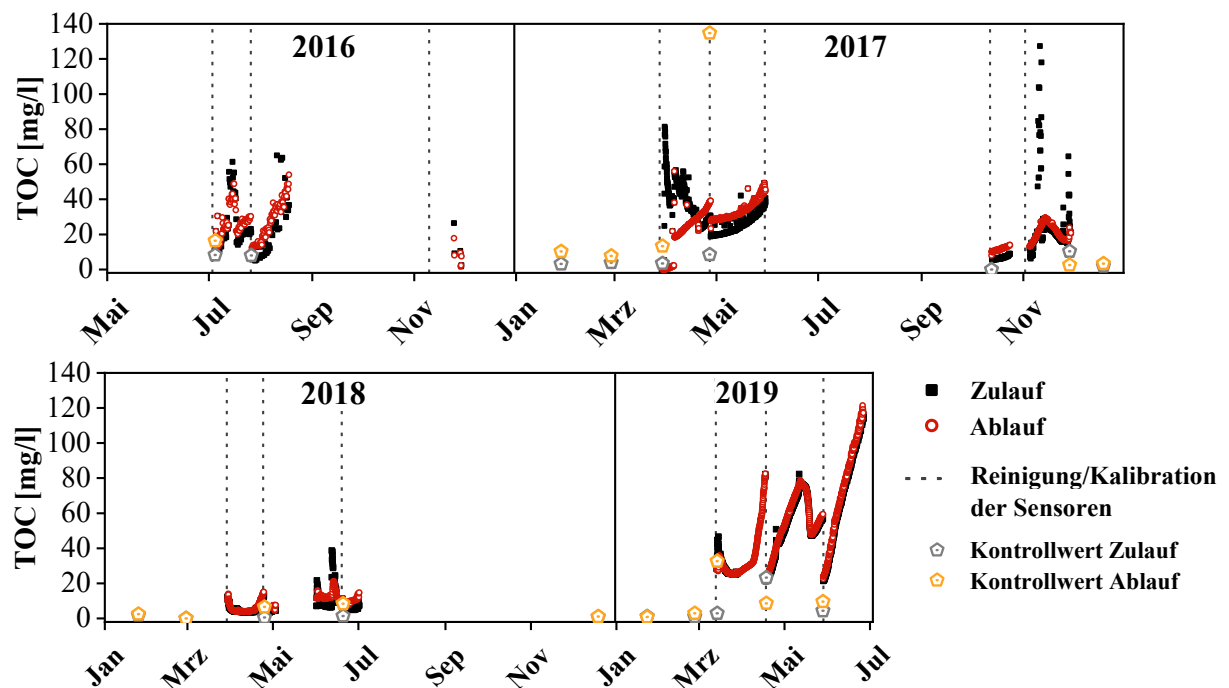 2016
2017
TOC [mg/l]
140
120
100
80
60
40
20
0
Mai
Jul
Sep
Nov
Jan
Mrz
Mai
Jul
Sep
Nov
2018
2019
TOC [mg/l]
140
120
100
80
60
40
20
0
Jan
Mrz
Mai
Jul
Sep
Nov
Jan
Mrz
Mai
Jul
Zulauf
Ablauf
Reinigung/Kalibration
der Sensoren
Kontrollwert Zulauf
Kontrollwert Ablauf